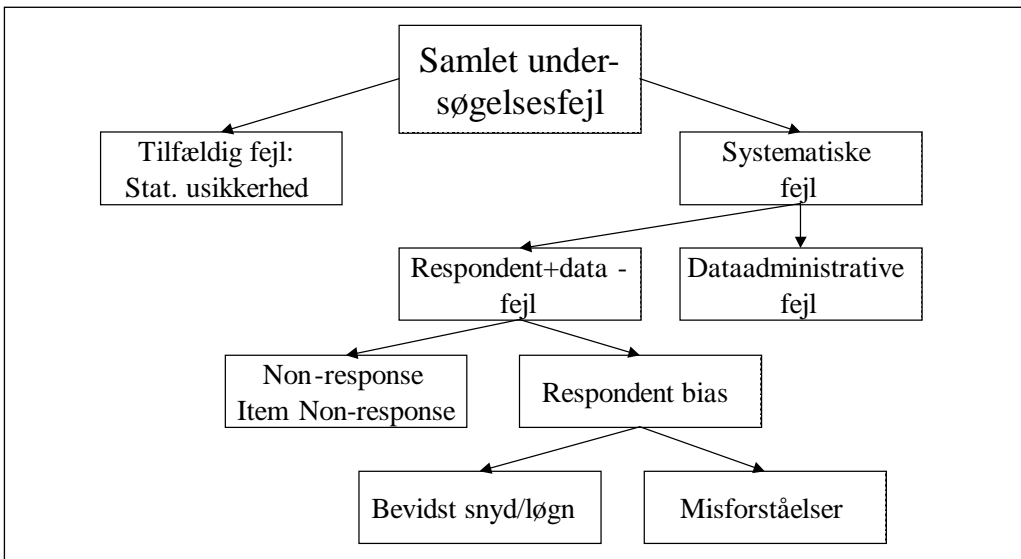 Samlet under-
søgelsesfejl
Tilfældig fejl:
Stat. usikkerhed
Systematiske
fejl
Respondent+data -
fejl
Dataadministrative
fejl
Non-response
Item Non-response
Respondent bias
Bevidst snyd/løgn
Misforståelser